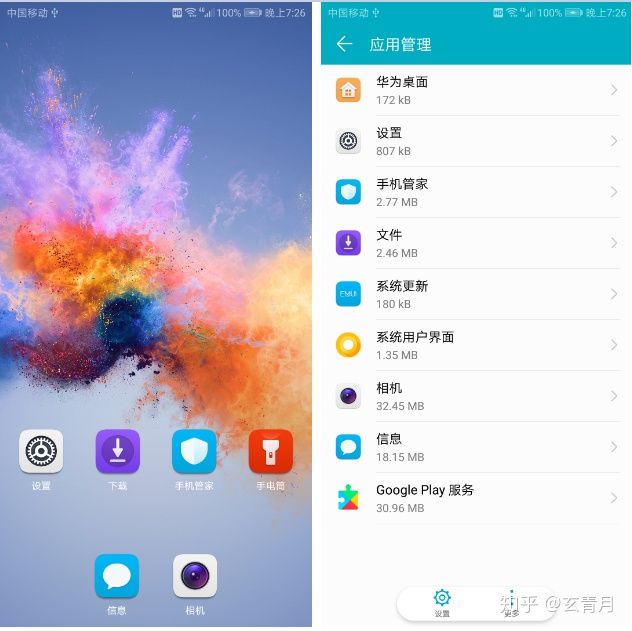 中国移动 HD 4G 100% 晚上7:26
设置
下载
手机管家
手电筒
信息
相机
中国移动 HD 4G 100% 晚上7:26
应用管理
华为桌面
172 kB
设置
807 kB
手机管家
2.77 MB
文件
2.46 MB
EMUI
系统更新
180 kB
系统用户界面
1.35 MB
相机
32.45 MB
信息
18.15 MB
Google Play 服务
30.96 MB
设置
更多
知乎 @玄青月